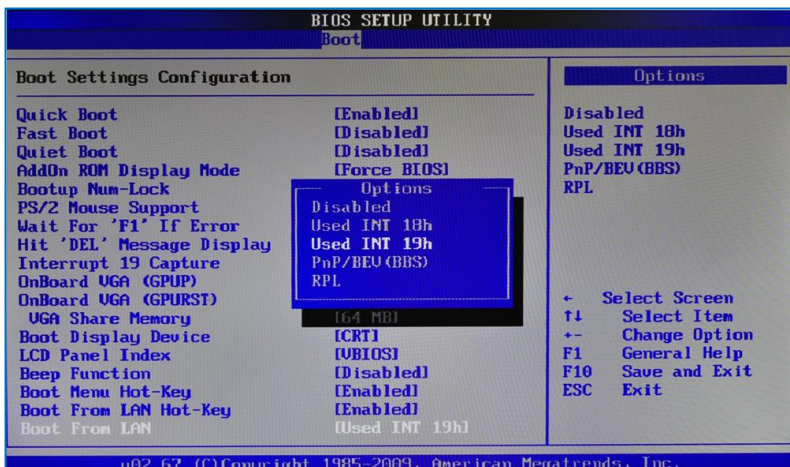 BIOS SETUP UTILITY
Boot
Boot Settings Configuration
Quick Boot [Enabled]
Fast Boot [Disabled]
Quiet Boot [Disabled]
AddOn ROM Display Mode [Force BIOS]
Bootup Num-Lock
PS/2 Mouse Support
Wait For 'F1' If Error
Hit 'DEL' Message Display
Interrupt 19 Capture
OnBoard VGA (GPUP)
OnBoard VGA (GPURST)
VGA Share Memory [64 MB]
Boot Display Device [CRT]
LCD Panel Index [VBIOS]
Beep Function [Disabled]
Boot Menu Hot-Key [Enabled]
Boot From LAN Hot-Key [Enabled]
Boot From LAN [Used INT 19h]
Options
Disabled
Used INT 18h
Used INT 19h
PnP/BEV(BBS)
RPL
Options
Disabled
Used INT 18h
Used INT 19h
PnP/BEV(BBS)
RPL
← Select Screen
↑↓ Select Item
+- Change Option
F1 General Help
F10 Save and Exit
ESC Exit
v02.67 (C)Copyright 1985-2009, American Megatrends, Inc.